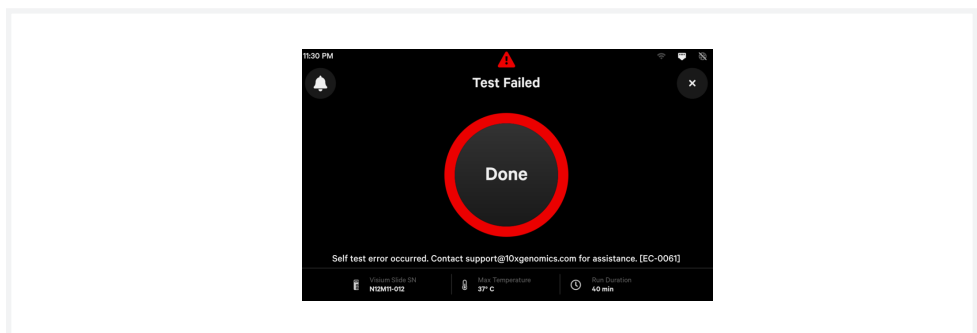 11:30 PM
Test Failed
Done
Self test error occurred. Contact support@10xgenomics.com for assistance. [EC-0061]
Visium Slide SN
N12M11-012
Max Temperature
37° C
Run Duration
40 min